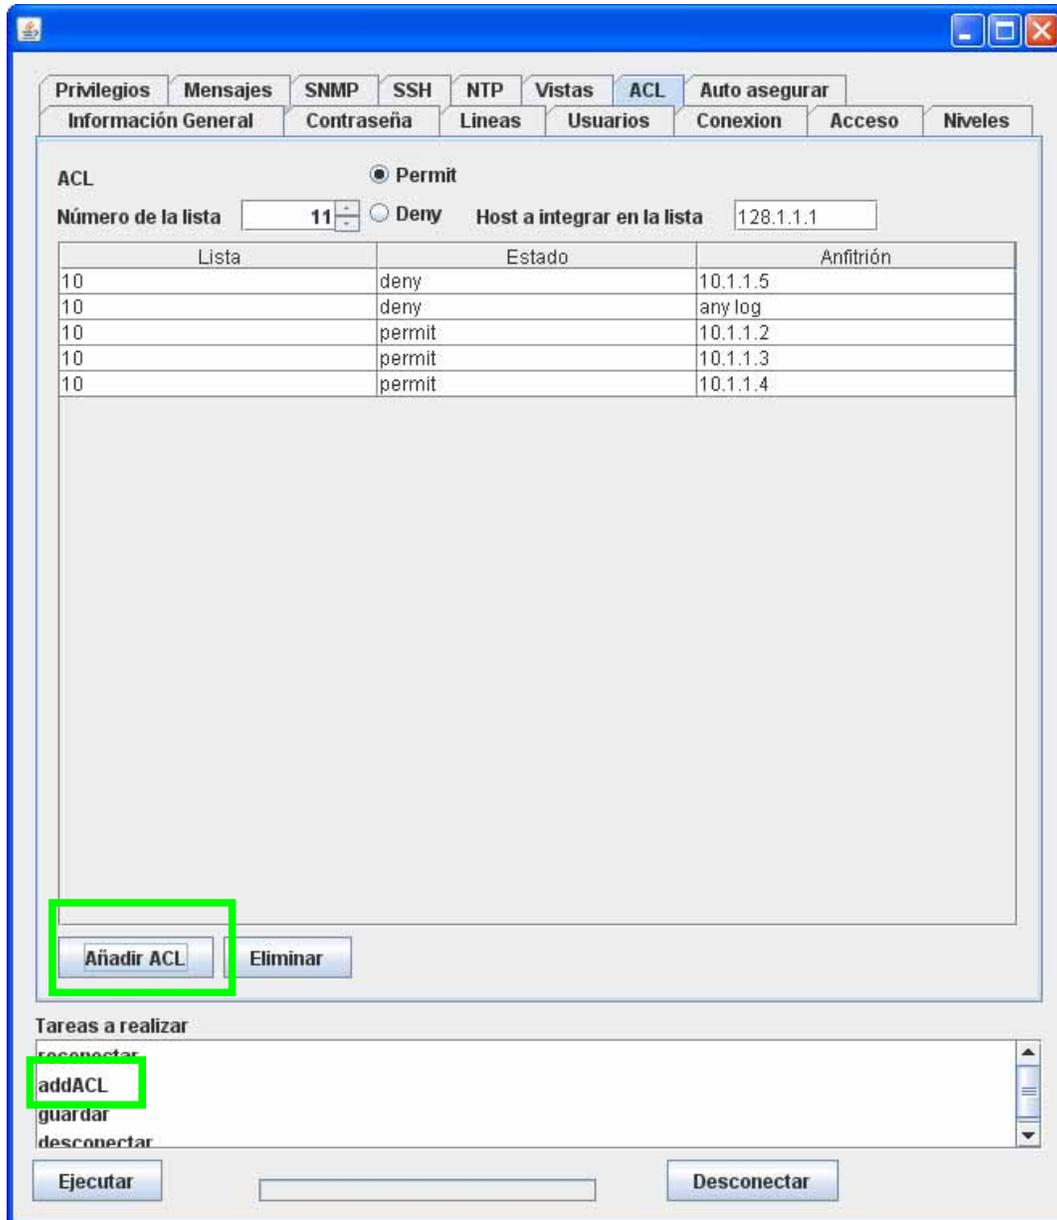 Privilegios Mensajes SNMP SSH NTP Vistas ACL Auto asegurar
Información General Contraseña Lineas Usuarios Conexion Acceso Niveles
ACL Permit
Número de la lista 11 Deny Host a integrar en la lista 128.1.1.1
Lista Estado Anfitrión
10 deny 10.1.1.5
10 deny any log
10 permit 10.1.1.2
10 permit 10.1.1.3
10 permit 10.1.1.4
Añadir ACL Eliminar
Tareas a realizar
reconectar
addACL
guardar
desconectar
Ejecutar Desconectar